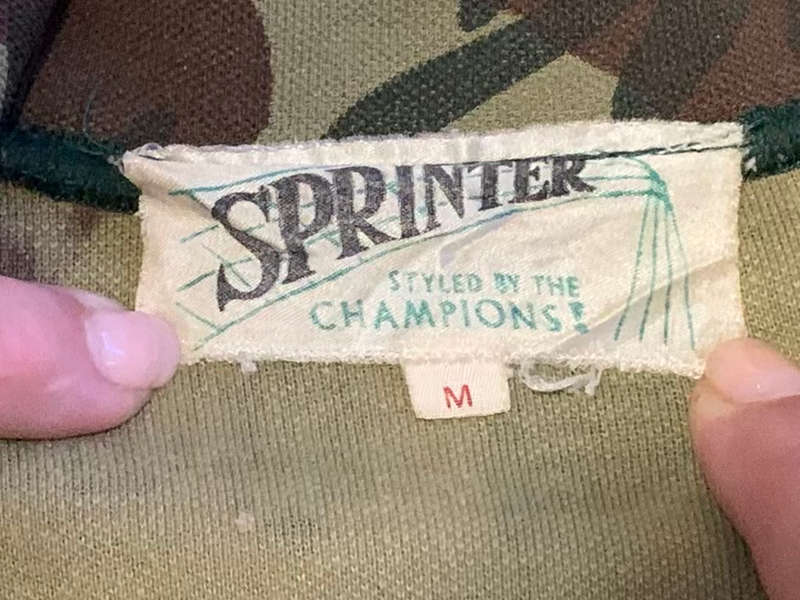 SPRINTER
STYLED BY THE
CHAMPIONS!
M